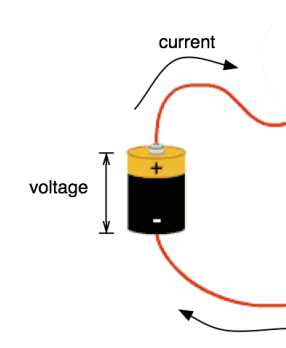 current
+
voltage
-